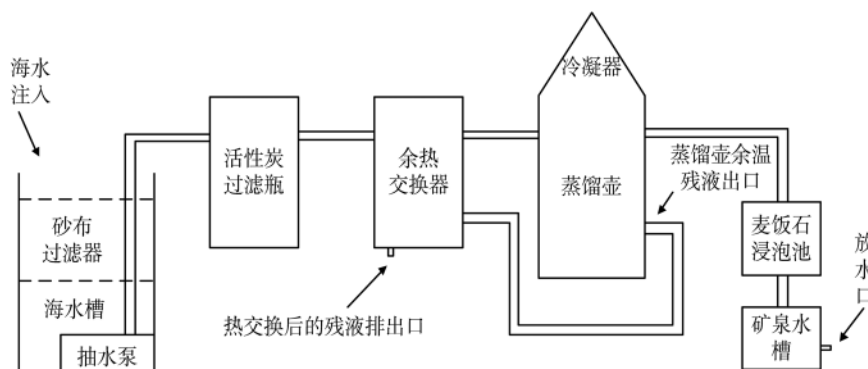 海水
注入
砂布
过滤器
海水槽
抽水泵
活性炭
过滤瓶
余热
交换器
热交换后的残液排出口
冷凝器
蒸馏壶
蒸馏壶余温
残液出口
麦饭石
浸泡池
矿泉水
槽
放
水
口